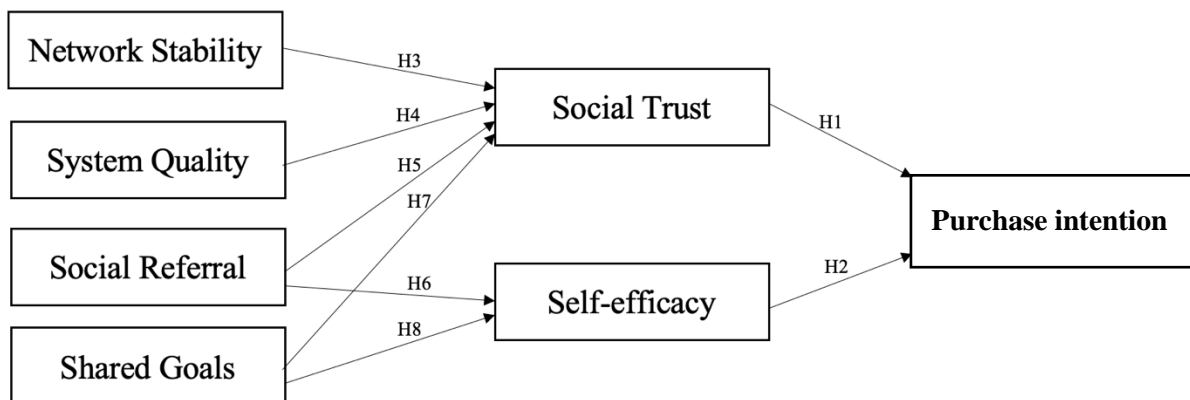 Network Stability
H3
Social Trust
System Quality
H4
H1
H5
H7
Purchase intention
Social Referral
H6
H2
Self-efficacy
Shared Goals
H8